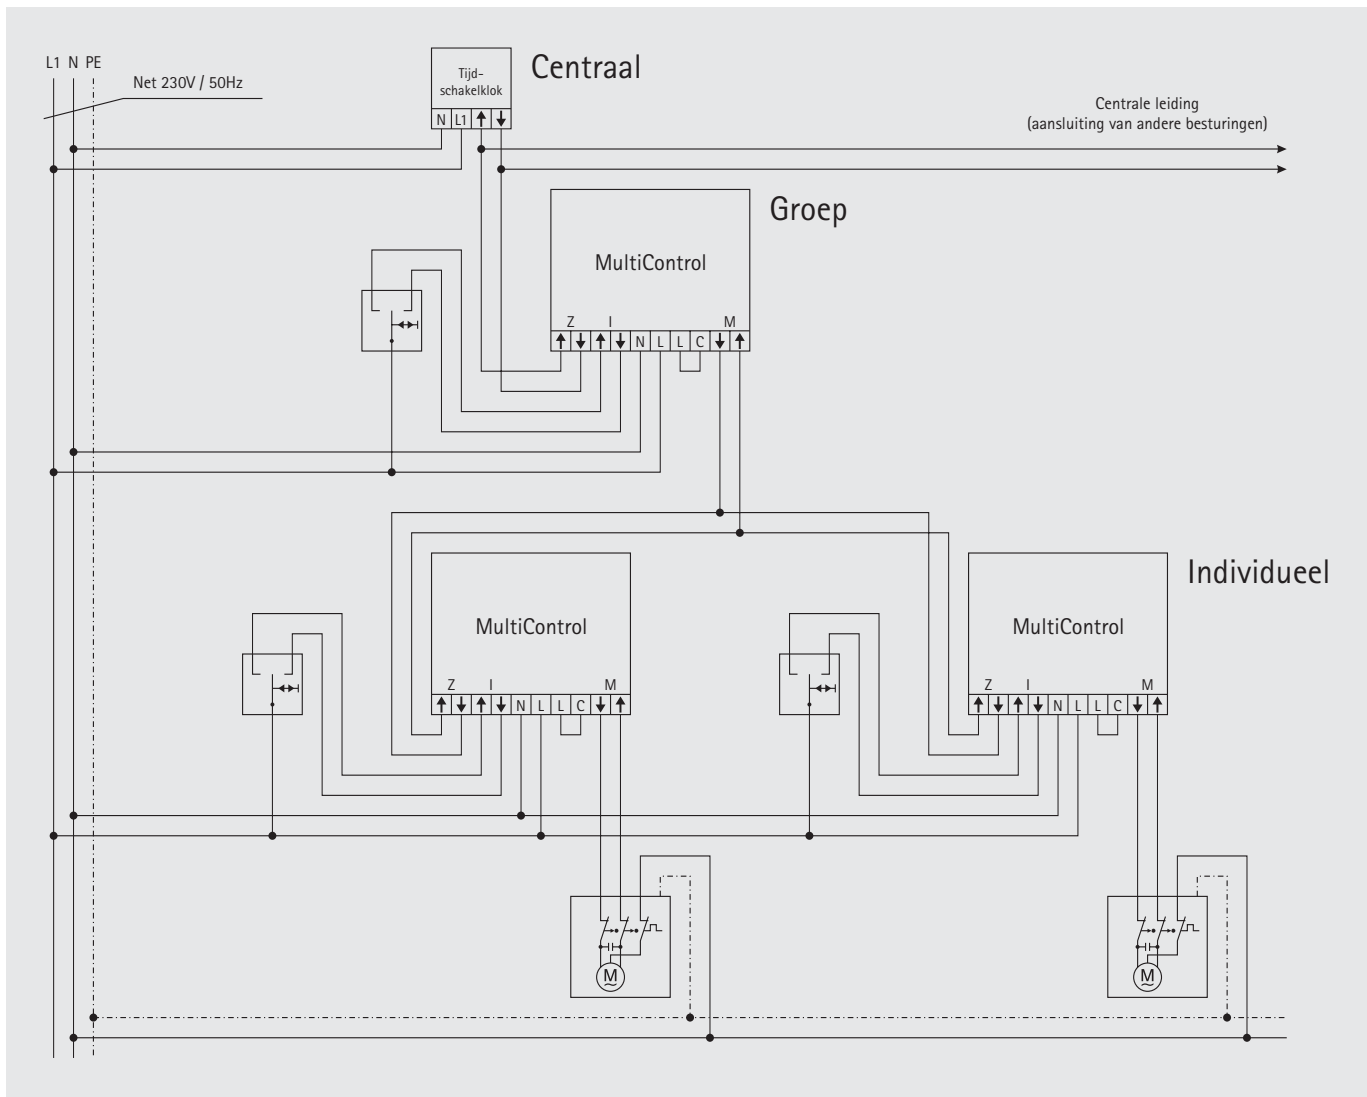 L1 N PE
Net 230V / 50Hz
Tijd-
schakelklok
N L1
Centraal
Centrale leiding
(aansluiting van andere besturingen)
Groep
MultiControl
Z I M
N L L C
Individueel
MultiControl
Z I M
N L L C
MultiControl
Z I M
N L L C
M
M